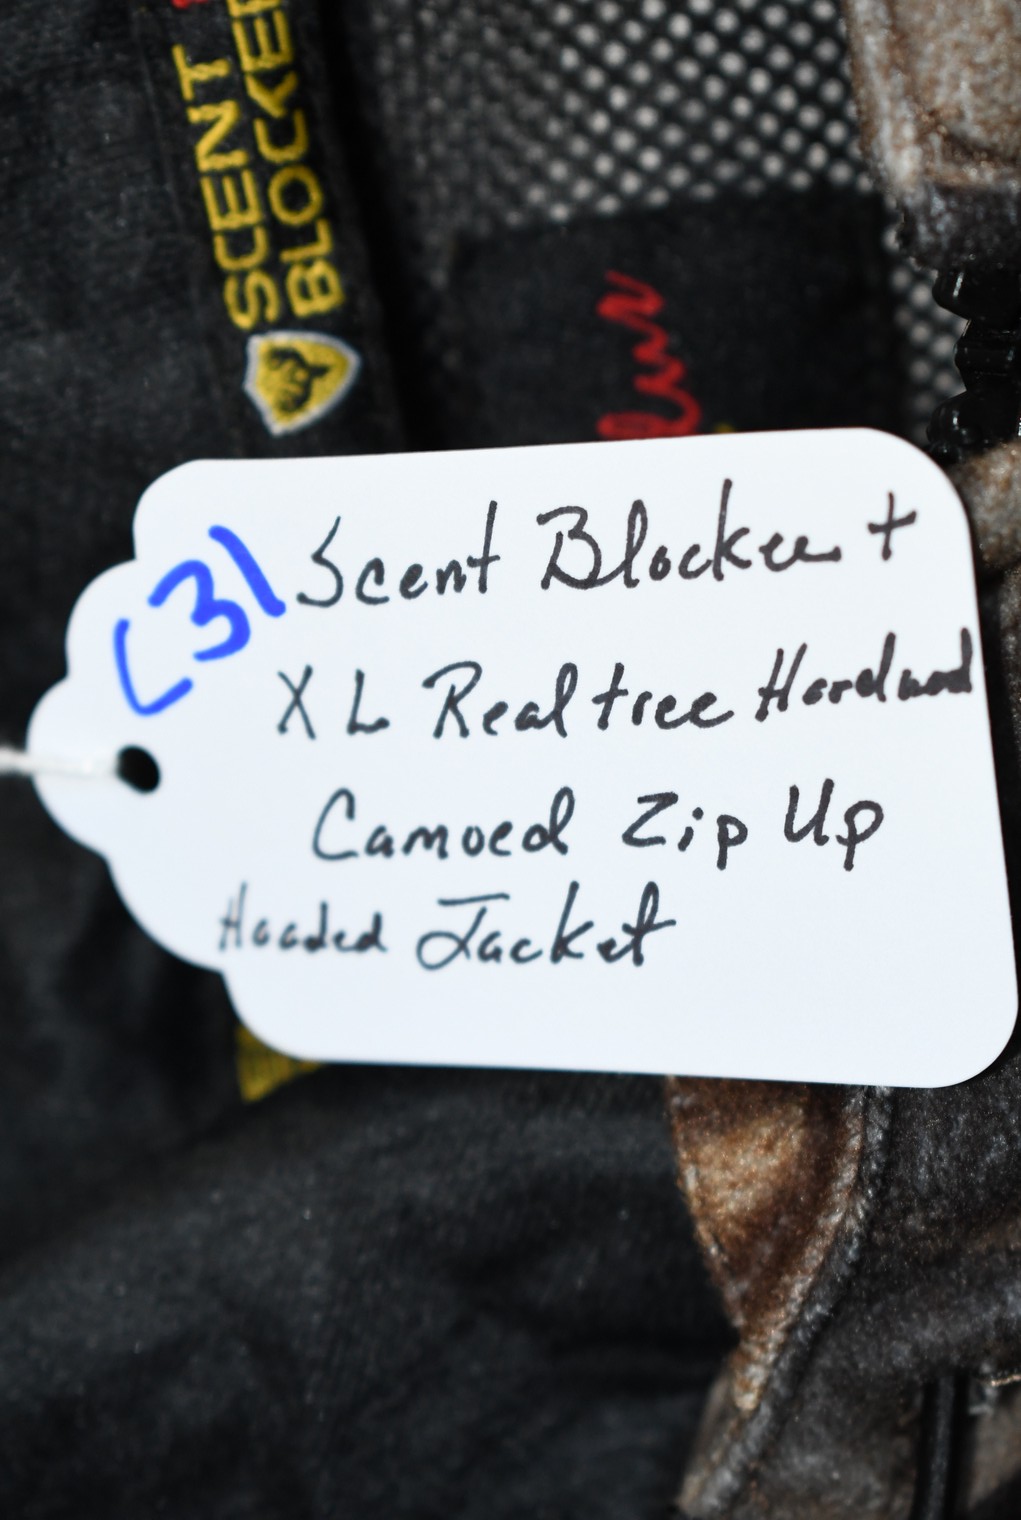 SCENT
BLOCKER
(31 Scent Blocker +
XL Realtree Hardwood
Camoed Zip Up
Hooded Jacket